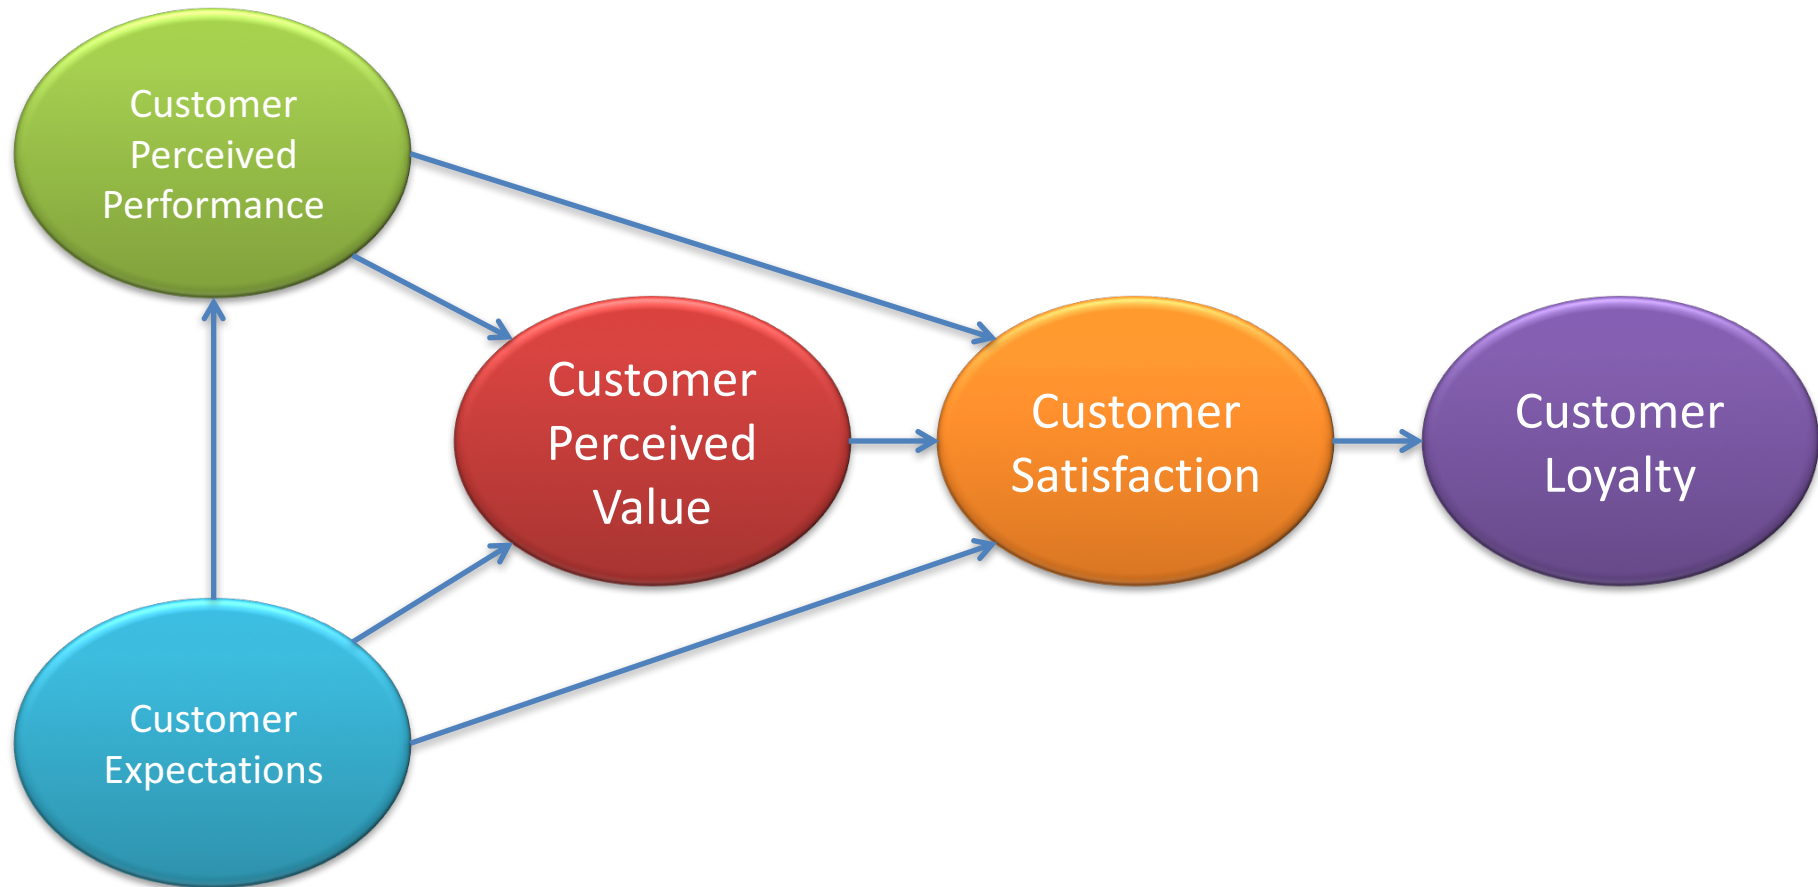 Customer
Perceived
Performance
Customer
Perceived
Value
Customer
Satisfaction
Customer
Loyalty
Customer
Expectations